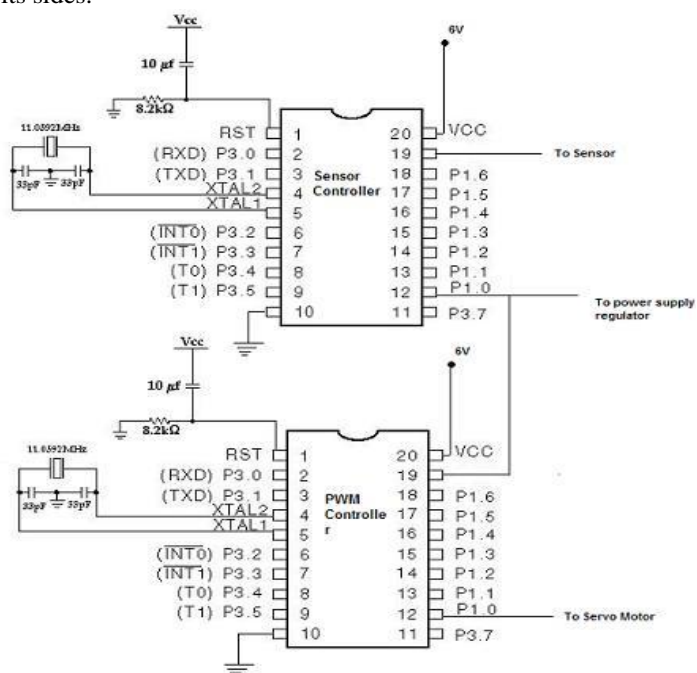 its sides.
Vcc
6V
10 µf
8.2kΩ
11.0592MHz
33pF 33pF
RST 1 20 VCC
(RXD) P3.0 2 19 To Sensor
(TXD) P3.1 3 Sensor 18 P1.6
XTAL2 4 Controller 17 P1.5
XTAL1 5 16 P1.4
(INT0) P3.2 6 15 P1.3
(INT1) P3.3 7 14 P1.2
(T0) P3.4 8 13 P1.1
(T1) P3.5 9 12 P1.0
10 11 P3.7
To power supply
regulator
Vcc
6V
10 µf
8.2kΩ
11.0592MHz
33pF 33pF
RST 1 20 VCC
(RXD) P3.0 2 19
(TXD) P3.1 3 PWM 18 P1.6
XTAL2 4 Controlle 17 P1.5
XTAL1 5 r 16 P1.4
(INT0) P3.2 6 15 P1.3
(INT1) P3.3 7 14 P1.2
(T0) P3.4 8 13 P1.1
(T1) P3.5 9 12 P1.0 To Servo Motor
10 11 P3.7